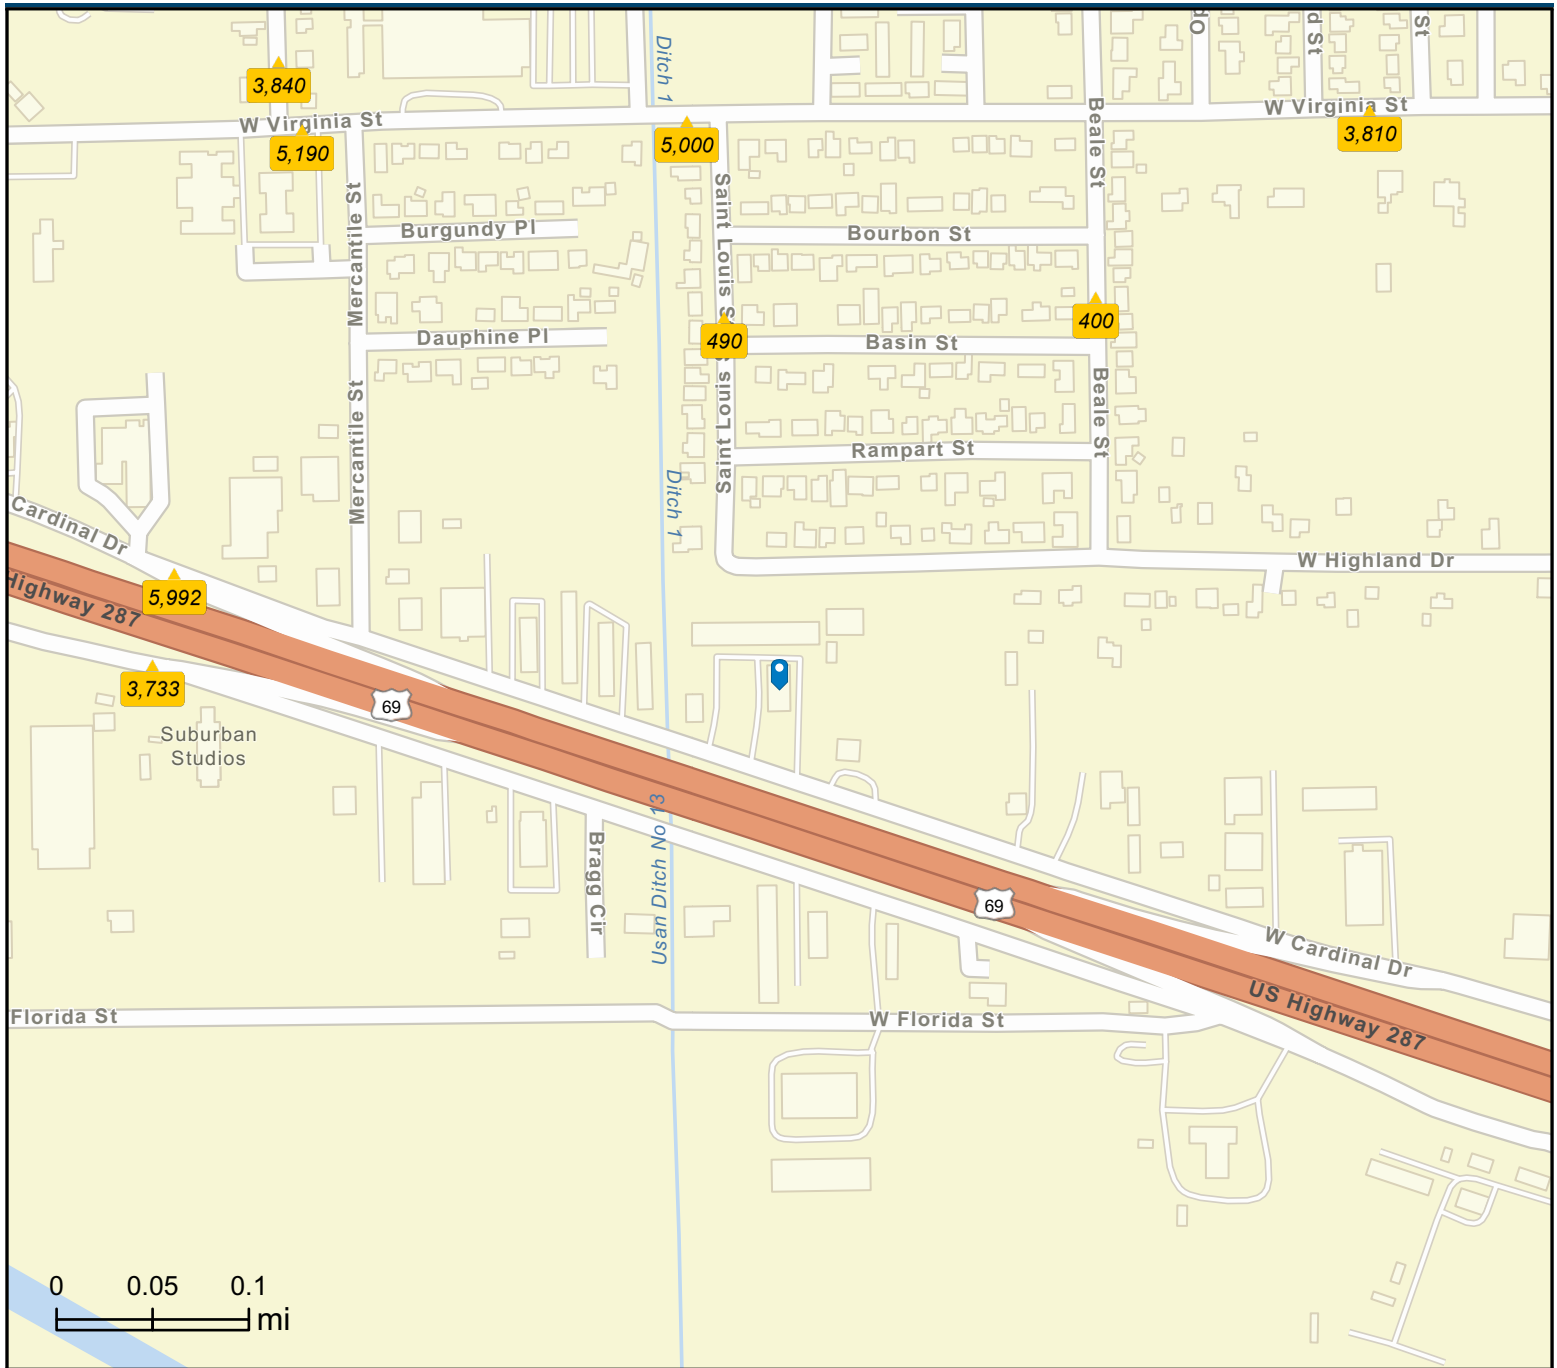 Ditch 1
St
d St
3,840
W Virginia St
W Virginia St
5,190
5,000
3,810
Beale St
Saint Louis S
Mercantile St
Burgundy Pl
Bourbon St
400
490
Dauphine Pl
Basin St
Beale St
Saint Louis S
Mercantile St
Rampart St
Ditch 1
Cardinal Dr
W Highland Dr
Highway 287
5,992
3,733
69
Suburban
Studios
Usan Ditch No 13
Bragg Cir
69
W Cardinal Dr
US Highway 287
Florida St
W Florida St
0 0.05 0.1
mi